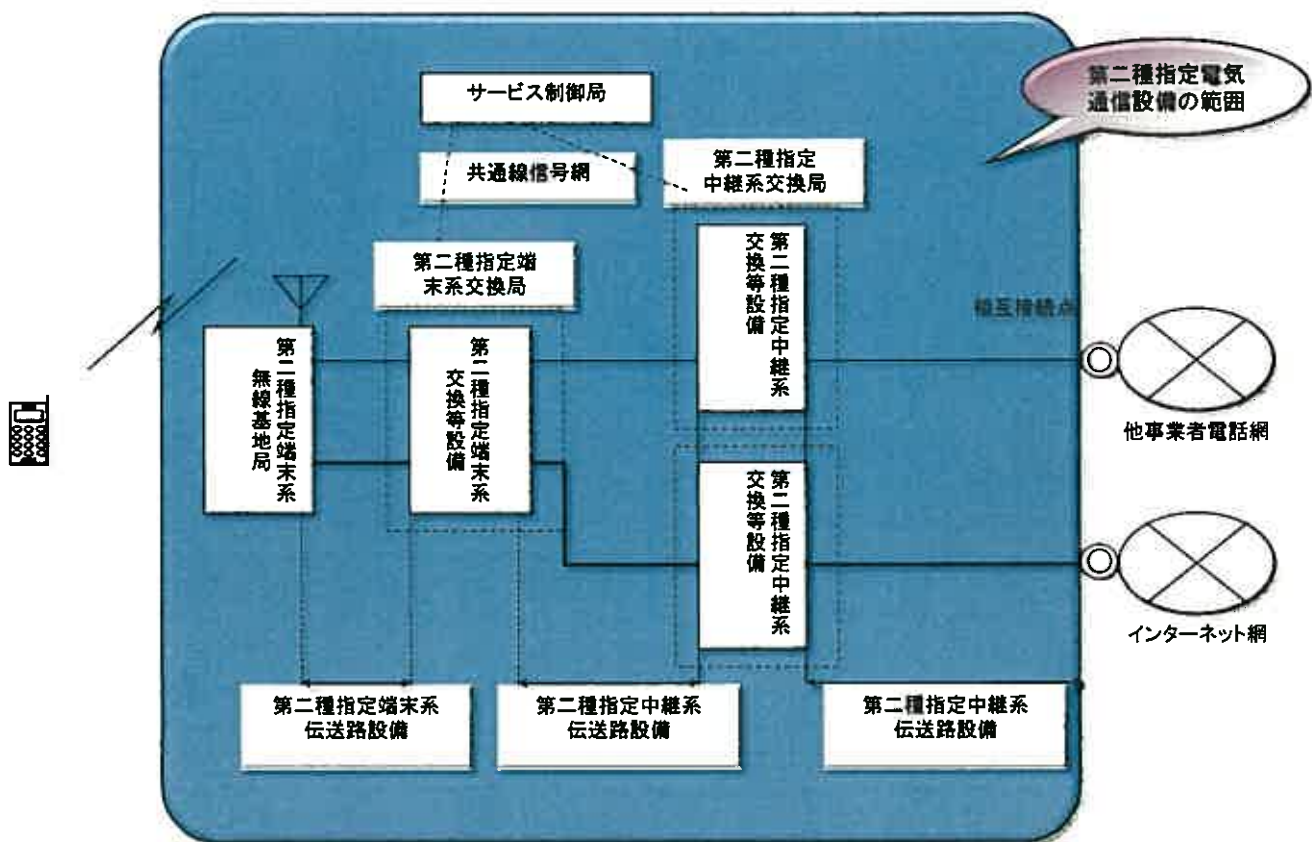 第二種指定電気
通信設備の範囲
サービス制御局
共通線信号網
第二種指定
中継系交換局
第二種指定端
末系交換局
第二種指定中継系
交換等設備
相互接続点
第二種指定端末系
無線基地局
第二種指定端末系
交換等設備
他事業者電話網
第二種指定中継系
交換等設備
インターネット網
第二種指定端末系
伝送路設備
第二種指定中継系
伝送路設備
第二種指定中継系
伝送路設備